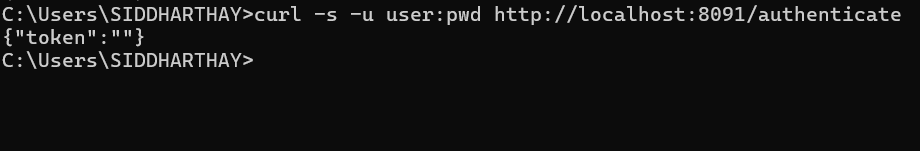 C:\Users\SIDDHARTHAY>curl -s -u user:pwd http://localhost:8091/authenticate
{"token":""}
C:\Users\SIDDHARTHAY>